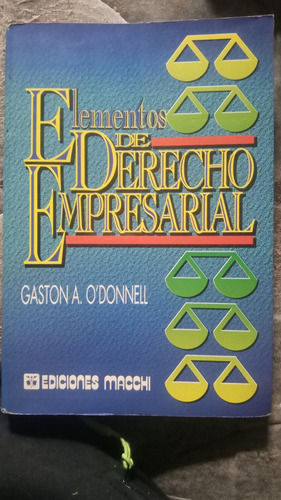 Elementos
DE
DERECHO
EMPRESARIAL
GASTON A. O'DONNELL
EDICIONES MACCHI